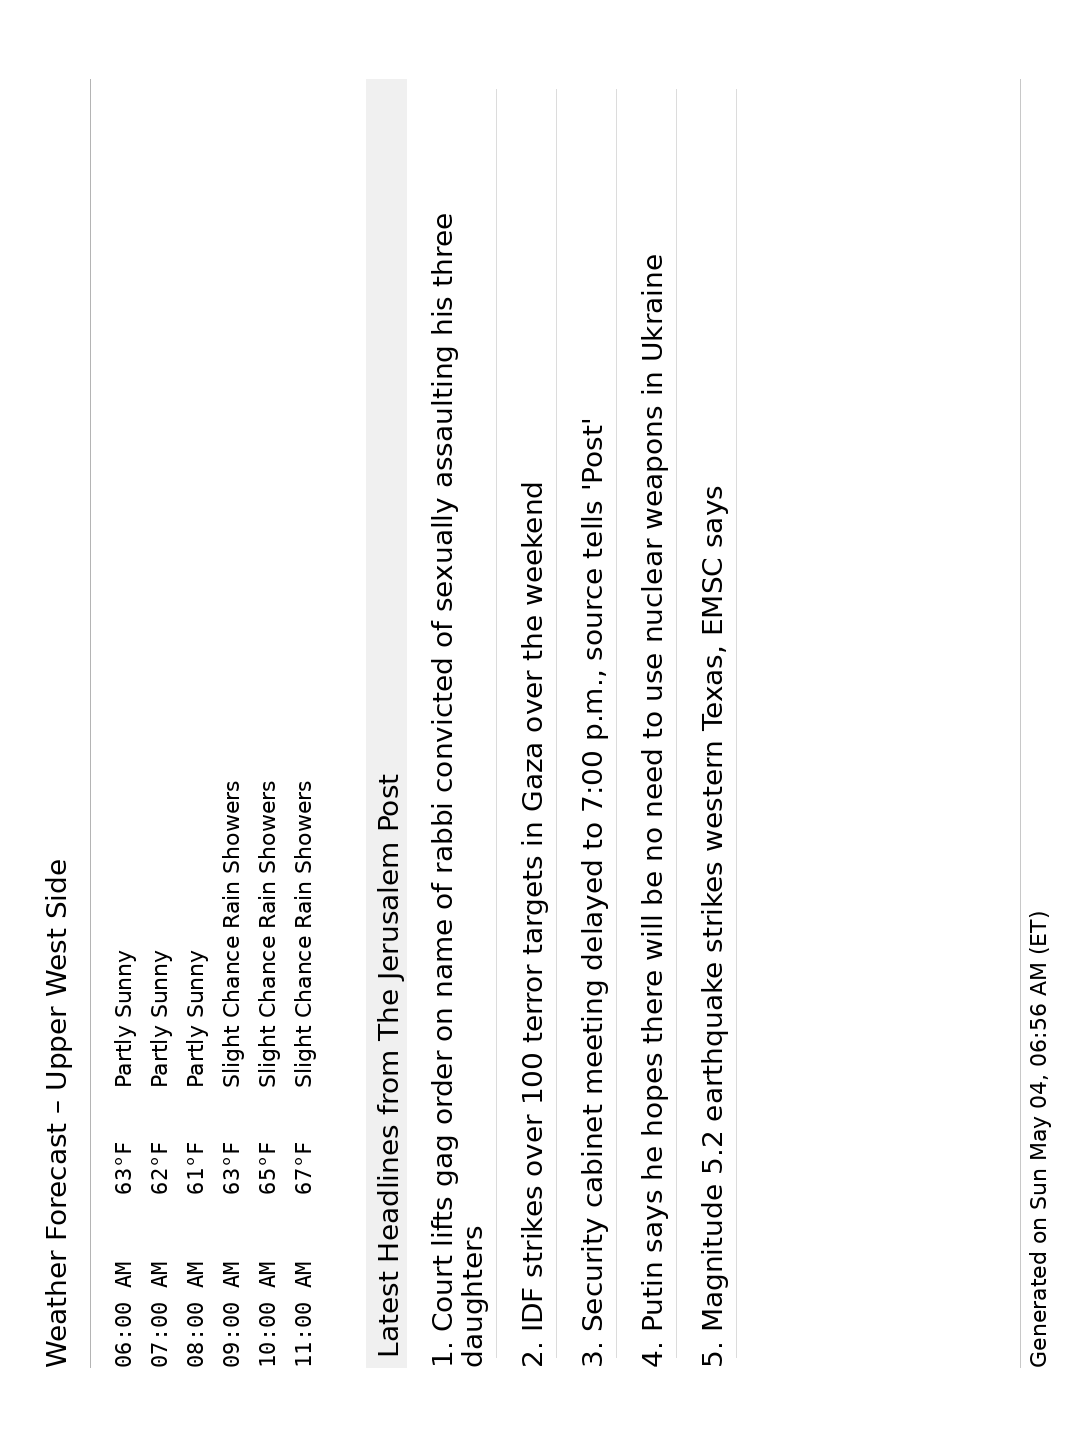 Weather Forecast – Upper West Side
06:00 AM 63°F Partly Sunny
07:00 AM 62°F Partly Sunny
08:00 AM 61°F Partly Sunny
09:00 AM 63°F Slight Chance Rain Showers
10:00 AM 65°F Slight Chance Rain Showers
11:00 AM 67°F Slight Chance Rain Showers
Latest Headlines from The Jerusalem Post
1. Court lifts gag order on name of rabbi convicted of sexually assaulting his three
daughters
2. IDF strikes over 100 terror targets in Gaza over the weekend
3. Security cabinet meeting delayed to 7:00 p.m., source tells 'Post'
4. Putin says he hopes there will be no need to use nuclear weapons in Ukraine
5. Magnitude 5.2 earthquake strikes western Texas, EMSC says
Generated on Sun May 04, 06:56 AM (ET)